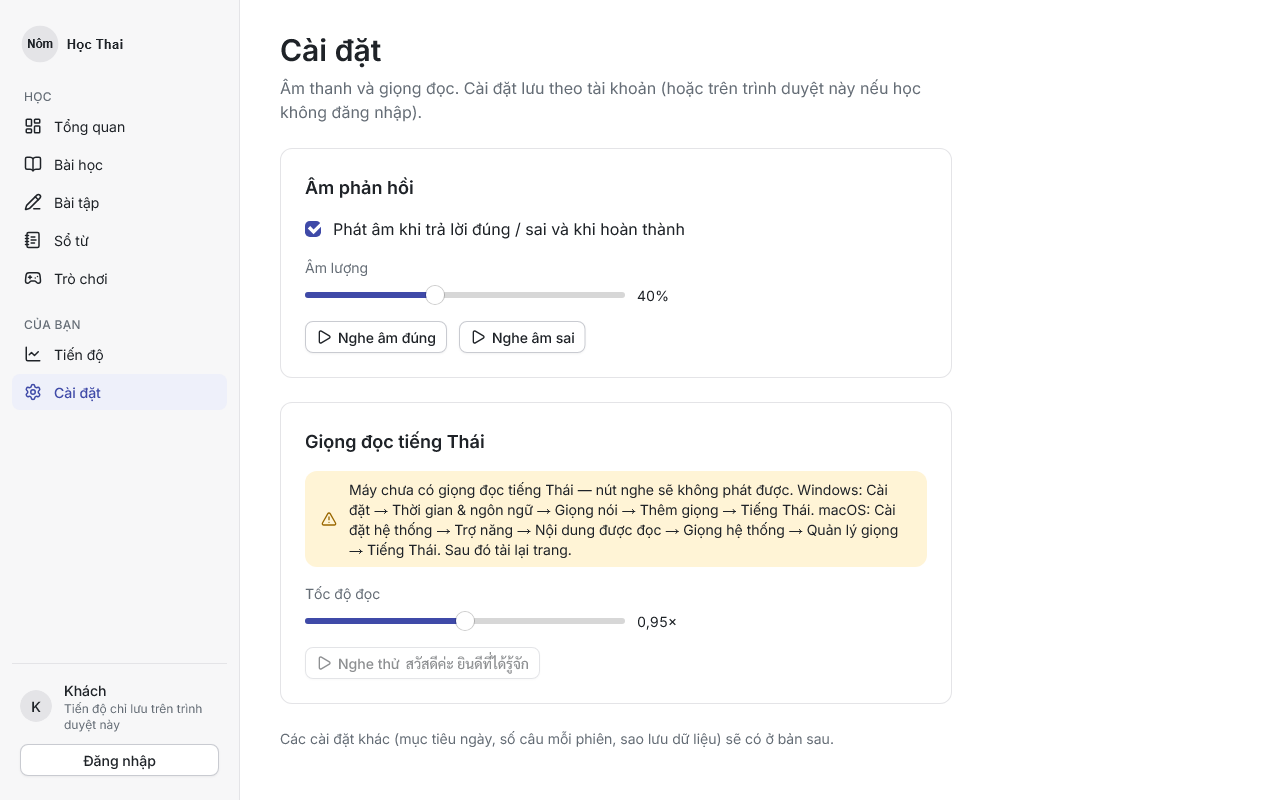 Nôm Học Thai
HỌC
Tổng quan
Bài học
Bài tập
Sổ từ
Trò chơi
CỦA BẠN
Tiến độ
Cài đặt
K
Khách
Tiến độ chỉ lưu trên trình
duyệt này
Đăng nhập
Cài đặt
Âm thanh và giọng đọc. Cài đặt lưu theo tài khoản (hoặc trên trình duyệt này nếu học
không đăng nhập).
Âm phản hồi
Phát âm khi trả lời đúng / sai và khi hoàn thành
Âm lượng
40%
Nghe âm đúng
Nghe âm sai
Giọng đọc tiếng Thái
Máy chưa có giọng đọc tiếng Thái — nút nghe sẽ không phát được. Windows: Cài
đặt → Thời gian & ngôn ngữ → Giọng nói → Thêm giọng → Tiếng Thái. macOS: Cài
đặt hệ thống → Trợ năng → Nội dung được đọc → Giọng hệ thống → Quản lý giọng
→ Tiếng Thái. Sau đó tải lại trang.
Tốc độ đọc
0,95×
Nghe thử สวัสดีค่ะ ยินดีที่ได้รู้จัก
Các cài đặt khác (mục tiêu ngày, số câu mỗi phiên, sao lưu dữ liệu) sẽ có ở bản sau.